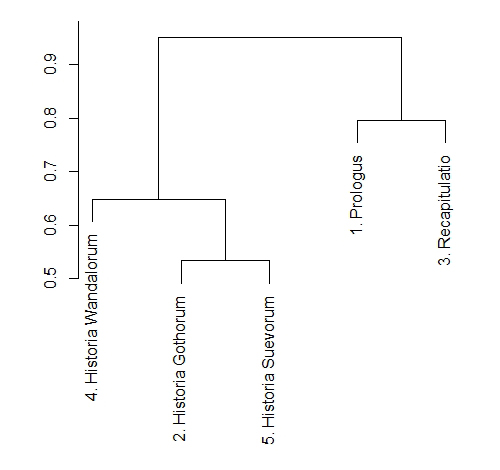 0.9
0.8
0.7
0.6
0.5
4. Historia Wandalorum
2. Historia Gothorum
5. Historia Suevorum
1. Prologus
3. Recapitulatio